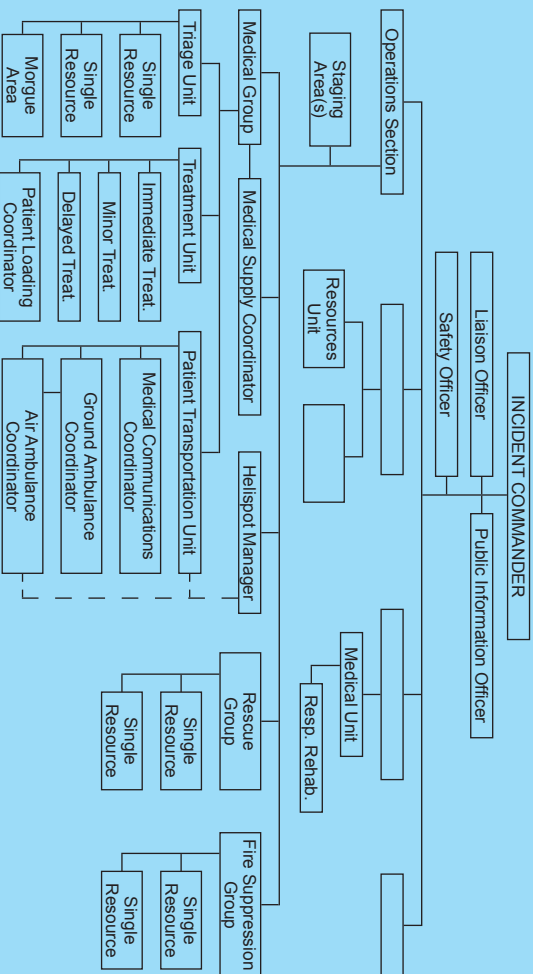 INCIDENT COMMANDER
Liaison Officer
Public Information Officer
Safety Officer
Operations Section
Staging
Area(s)
Resources
Unit
Medical Unit
Resp. Rehab.
Medical Group
Medical Supply Coordinator
Helispot Manager
Rescue
Group
Single
Resource
Single
Resource
Fire Suppression
Group
Single
Resource
Single
Resource
Triage Unit
Single
Resource
Single
Resource
Morgue
Area
Treatment Unit
Immediate Treat.
Minor Treat.
Delayed Treat.
Patient Loading
Coordinator
Patient Transportation Unit
Medical Communications
Coordinator
Ground Ambulance
Coordinator
Air Ambulance
Coordinator